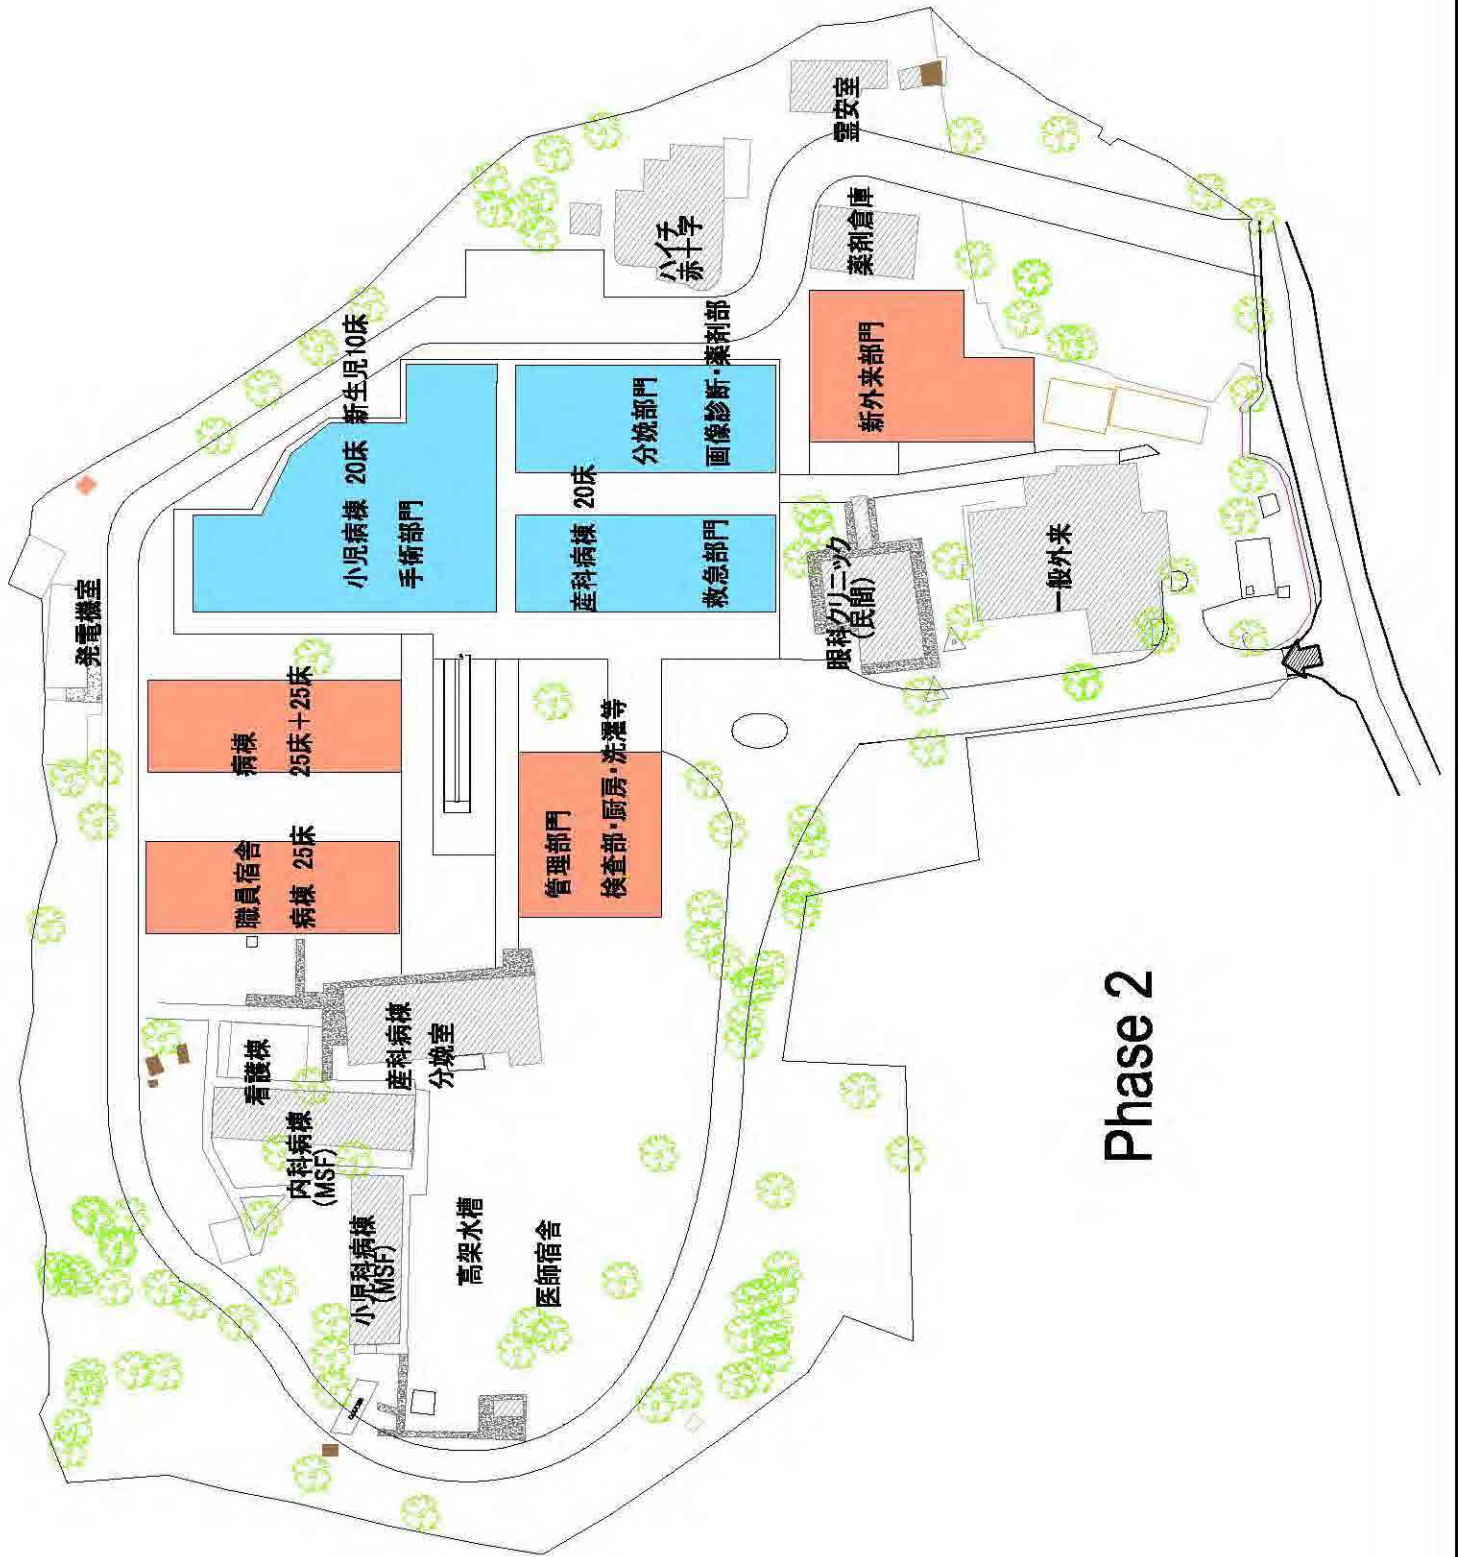 発電機室
病棟
25床＋25床
職員宿舎
病棟 25床
小児病棟 20床 新生児10床
手術部門
産科病棟 20床
救急部門
分娩部門
画像診断・薬剤部
管理部門
検査部・厨房・洗濯等
新外来部門
ハイチ
赤十字
霊安室
薬剤倉庫
眼科クリニック
(民間)
一般外来
看護棟
産科病棟
分娩室
内科病棟
(MSF)
小児科病棟
(MSF)
高架水槽
医師宿舎
Phase 2